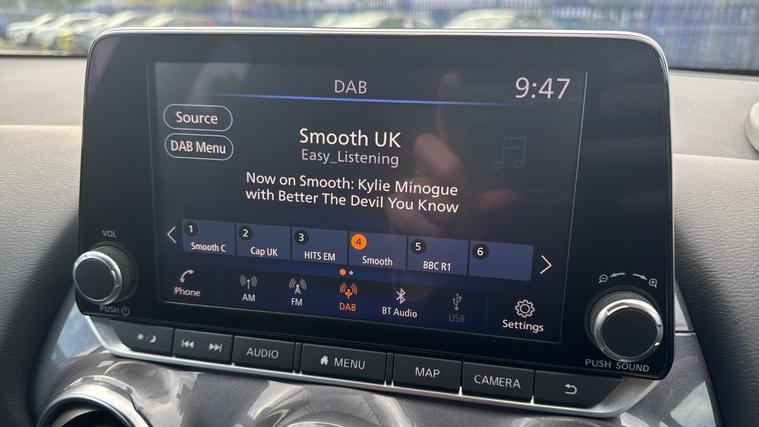 DAB
9:47
Source
DAB Menu
Smooth UK
Easy_Listening
Now on Smooth: Kylie Minogue
with Better The Devil You Know
1
Smooth C
2
Cap UK
3
HITS EM
4
Smooth
5
BBC R1
6
Phone
AM
FM
DAB
BT Audio
USB
Settings
VOL
PUSH
PUSH SOUND
AUDIO
MENU
MAP
CAMERA